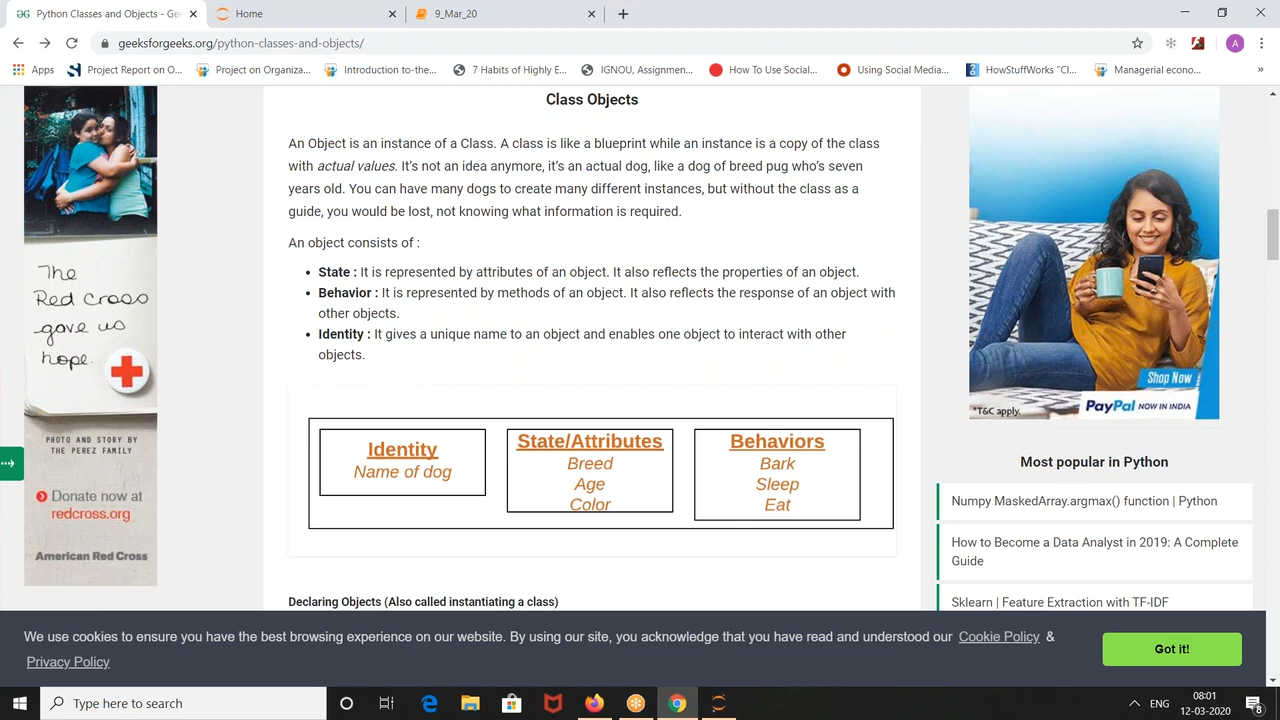 Python Classes and Objects - Gee
Home
9_Mar_20
geeksforgeeks.org/python-classes-and-objects/
A
Apps
Project Report on O...
Project on Organiza...
Introduction to-the...
7 Habits of Highly E...
IGNOU, Assignmen...
How To Use Social...
Using Social Media...
HowStuffWorks "Cl...
Managerial econo...
»
Class Objects
An Object is an instance of a Class. A class is like a blueprint while an instance is a copy of the class
with actual values. It’s not an idea anymore, it’s an actual dog, like a dog of breed pug who’s seven
years old. You can have many dogs to create many different instances, but without the class as a
guide, you would be lost, not knowing what information is required.
An object consists of :
• State : It is represented by attributes of an object. It also reflects the properties of an object.
• Behavior : It is represented by methods of an object. It also reflects the response of an object with
other objects.
• Identity : It gives a unique name to an object and enables one object to interact with other
objects.
Identity
Name of dog
State/Attributes
Breed
Age
Color
Behaviors
Bark
Sleep
Eat
Declaring Objects (Also called instantiating a class)
The
Red cross
gave us
hope.
PHOTO AND STORY BY
THE PEREZ FAMILY
Donate now at
redcross.org
American Red Cross
Shop Now
*T&C apply.
PayPal NOW IN INDIA
Most popular in Python
Numpy MaskedArray.argmax() function | Python
How to Become a Data Analyst in 2019: A Complete
Guide
Sklearn | Feature Extraction with TF-IDF
We use cookies to ensure you have the best browsing experience on our website. By using our site, you acknowledge that you have read and understood our Cookie Policy &
Privacy Policy
Got it!
Type here to search
ENG
08:01
12-03-2020
8